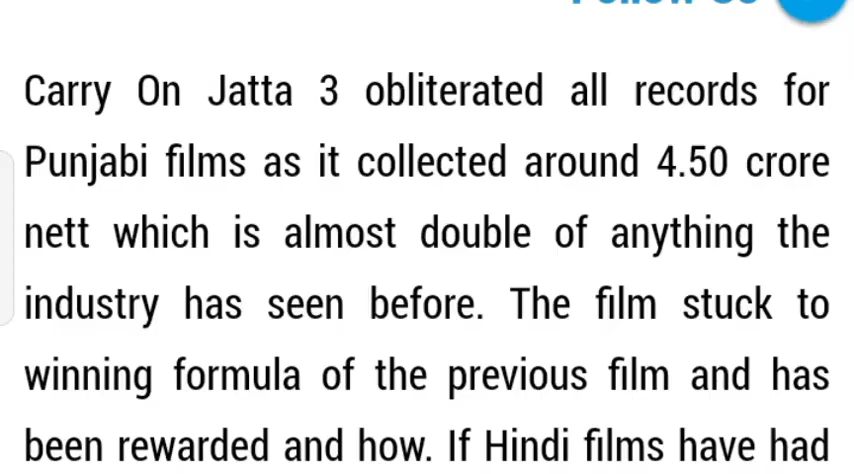 Carry On Jatta 3 obliterated all records for
Punjabi films as it collected around 4.50 crore
nett which is almost double of anything the
industry has seen before. The film stuck to
winning formula of the previous film and has
been rewarded and how. If Hindi films have had